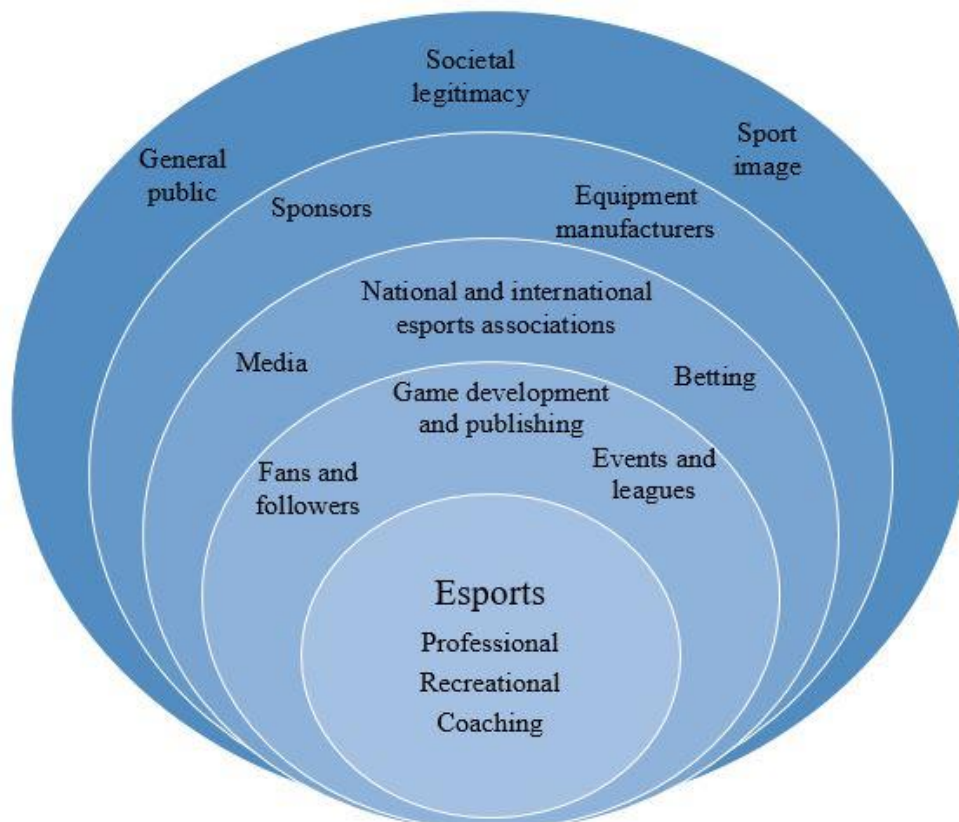 Societal
legitimacy
General
public
Sport
image
Sponsors
Equipment
manufacturers
National and international
esports associations
Media
Betting
Game development
and publishing
Fans and
followers
Events and
leagues
Esports
Professional
Recreational
Coaching